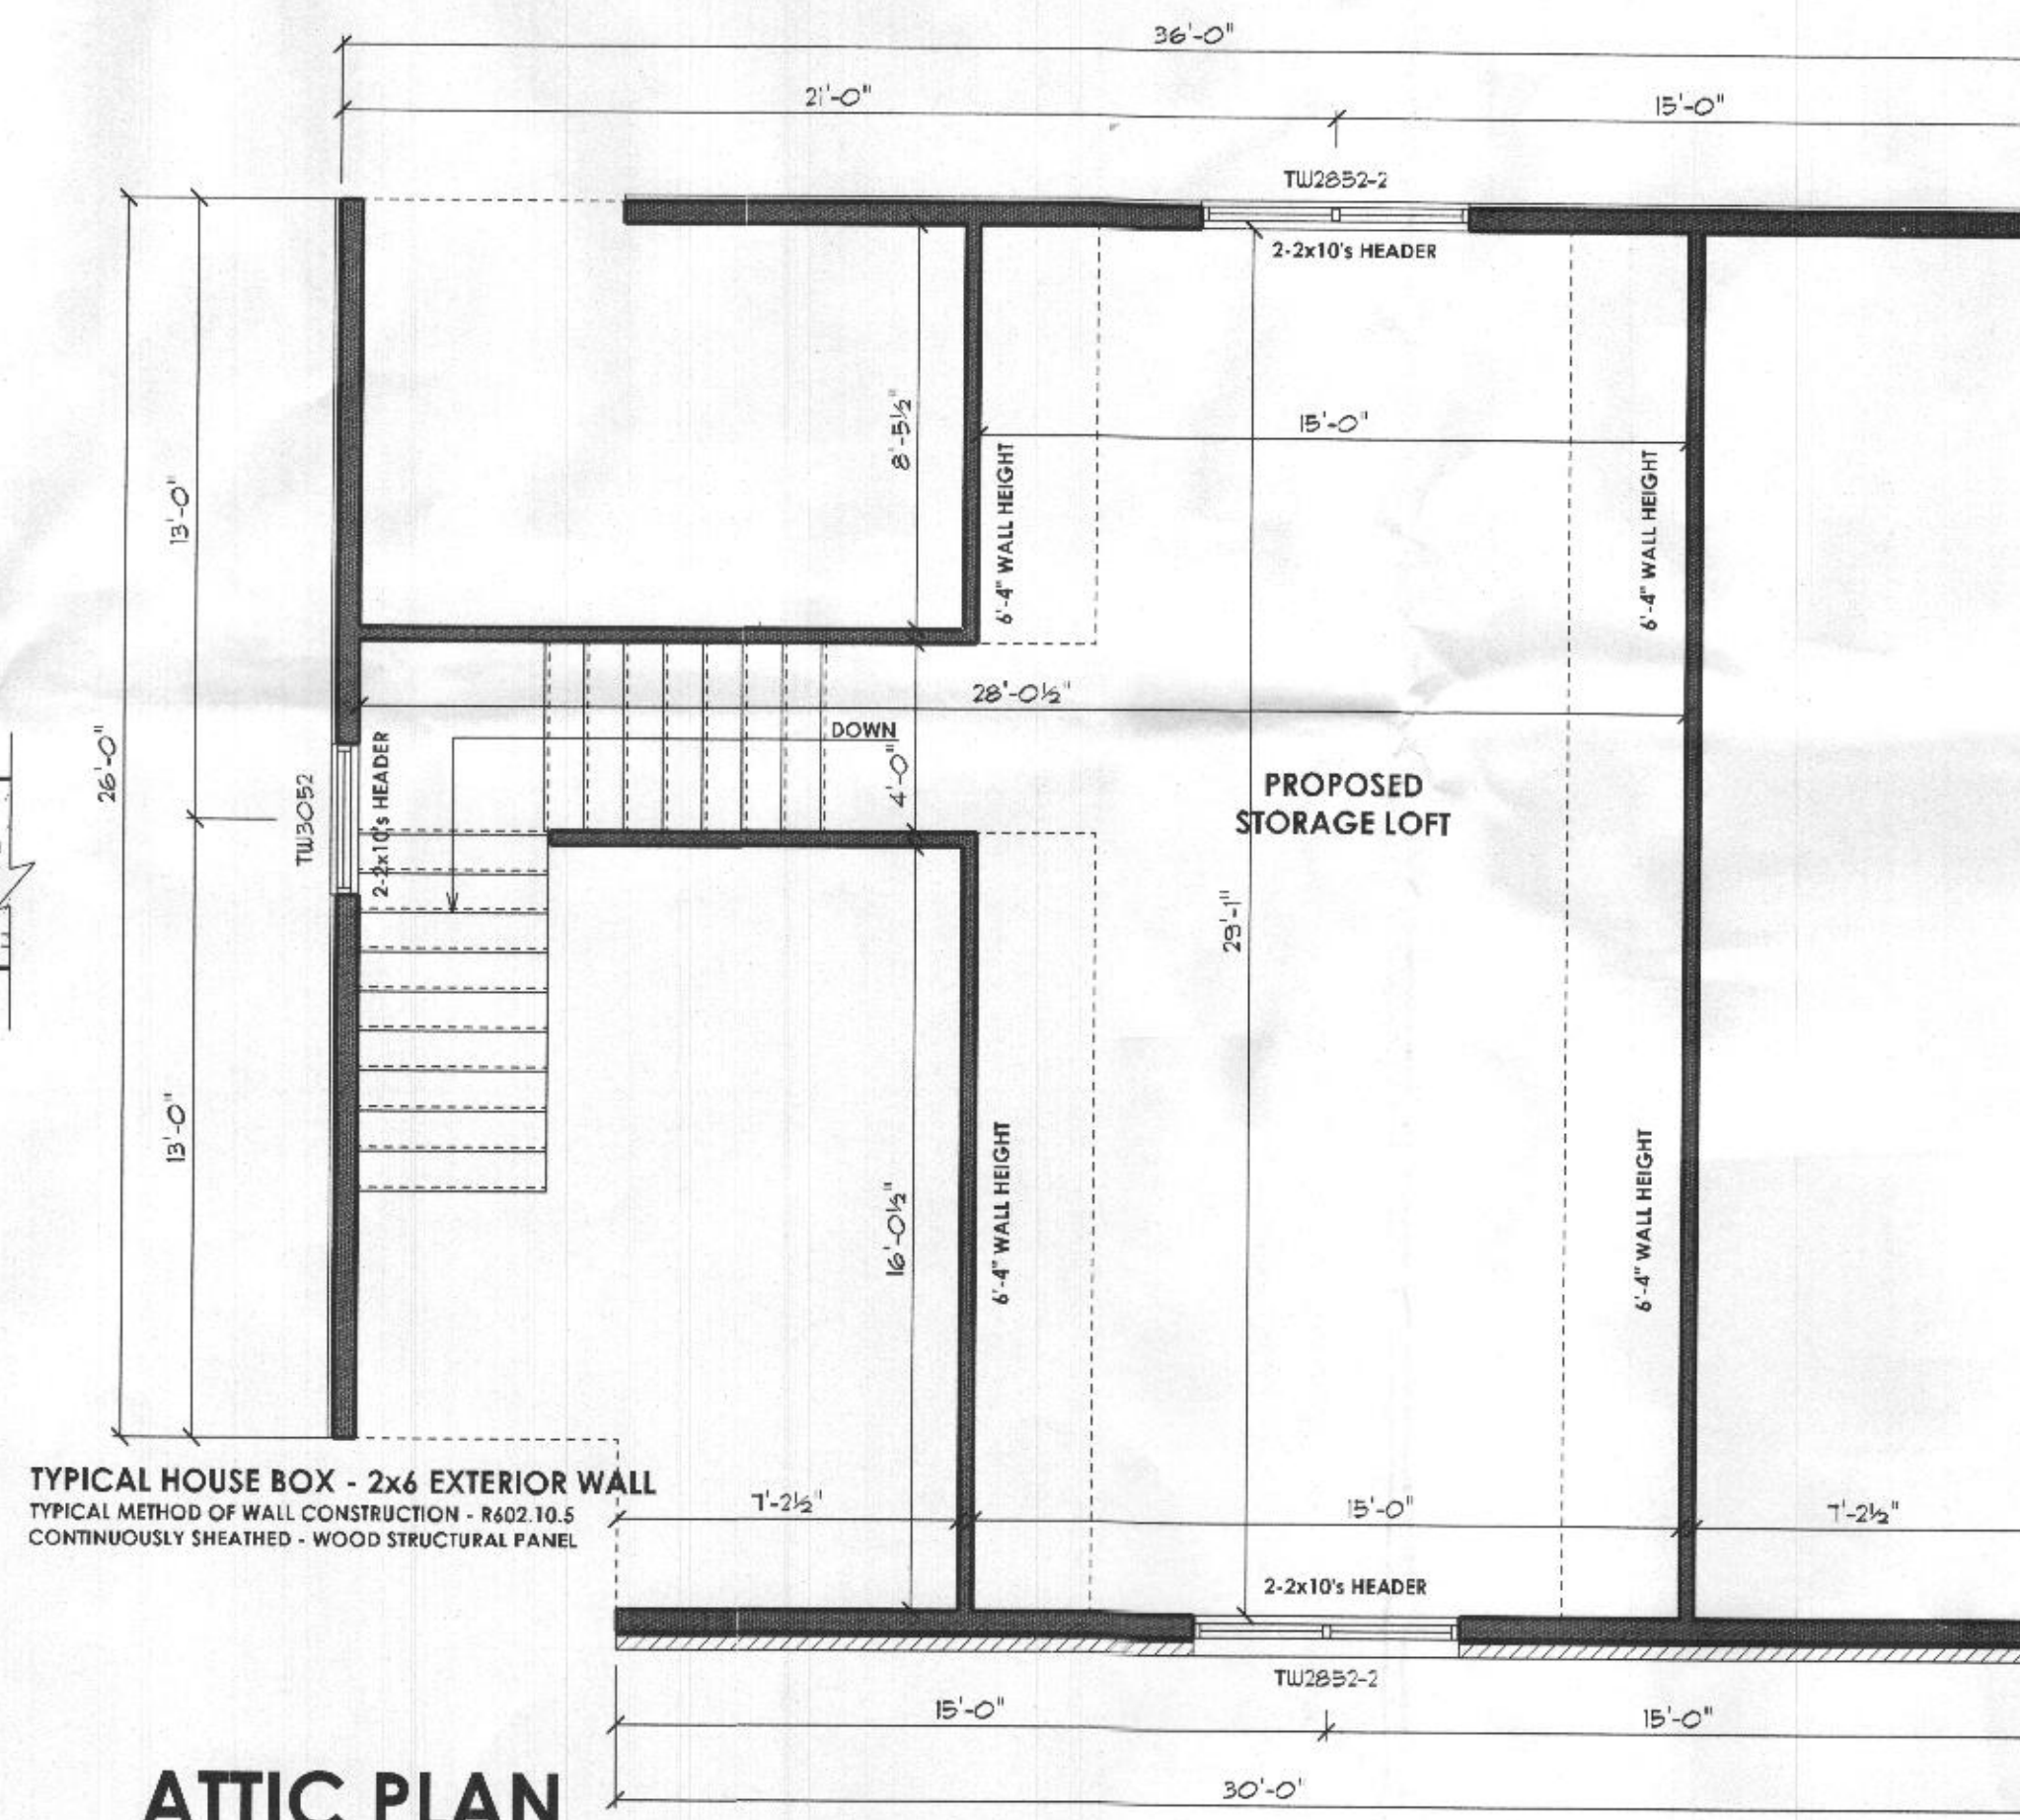 36'-0"
21'-0"
15'-0"
TW2852-2
2-2x10's HEADER
8'-5½"
15'-0"
6'-4" WALL HEIGHT
6'-4" WALL HEIGHT
13'-0"
28'-0½"
DOWN
26'-0"
TW3052
2-2x10's HEADER
4'-0"
PROPOSED
STORAGE LOFT
29'-1"
13'-0"
16'-0½"
6'-4" WALL HEIGHT
6'-4" WALL HEIGHT
TYPICAL HOUSE BOX - 2x6 EXTERIOR WALL
TYPICAL METHOD OF WALL CONSTRUCTION - R602.10.5
CONTINUOUSLY SHEATHED - WOOD STRUCTURAL PANEL
7'-2½"
15'-0"
7'-2½"
2-2x10's HEADER
TW2852-2
15'-0"
15'-0"
ATTIC PLAN
30'-0"